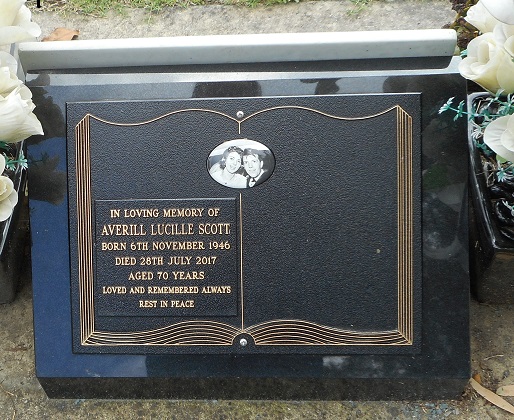 IN LOVING MEMORY OF
AVERILL LUCILLE SCOTT
BORN 6TH NOVEMBER 1946
DIED 28TH JULY 2017
AGED 70 YEARS
LOVED AND REMEMBERED ALWAYS
REST IN PEACE